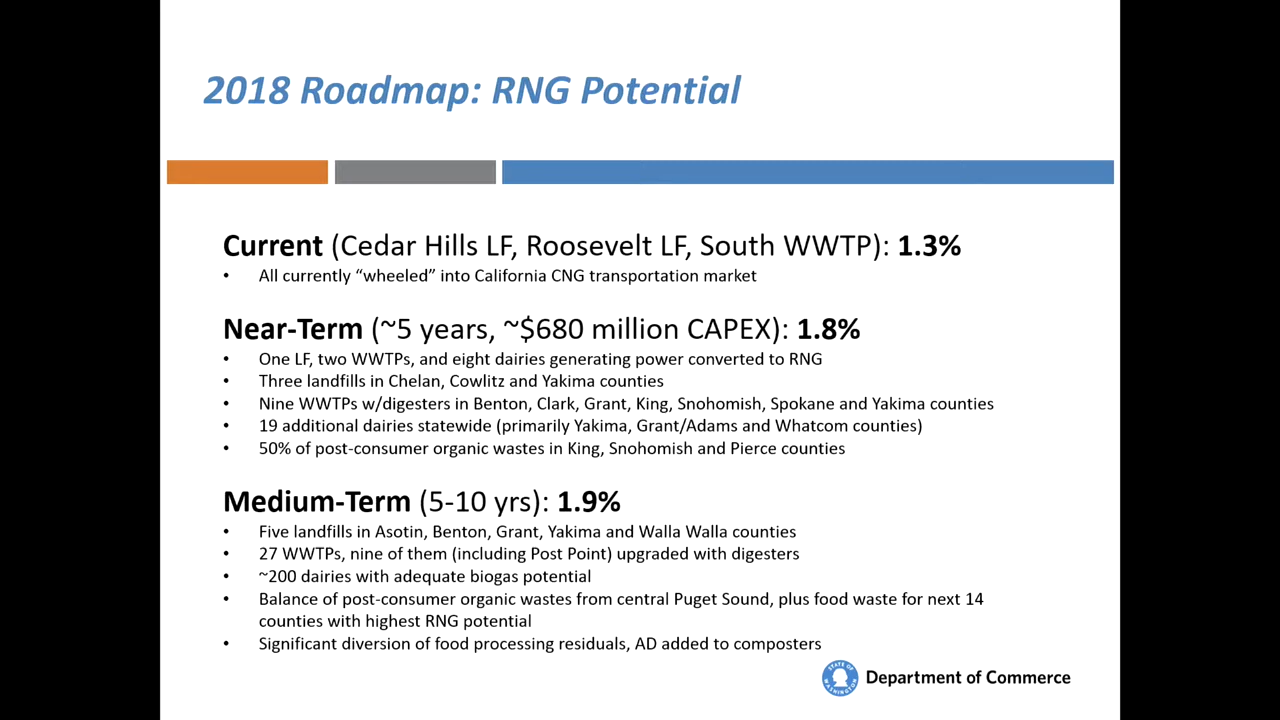 2018 Roadmap: RNG Potential
Current (Cedar Hills LF, Roosevelt LF, South WWTP): 1.3%
• All currently “wheeled” into California CNG transportation market
Near-Term (~5 years, ~$680 million CAPEX): 1.8%
• One LF, two WWTPs, and eight dairies generating power converted to RNG
• Three landfills in Chelan, Cowlitz and Yakima counties
• Nine WWTPs w/digesters in Benton, Clark, Grant, King, Snohomish, Spokane and Yakima counties
• 19 additional dairies statewide (primarily Yakima, Grant/Adams and Whatcom counties)
• 50% of post-consumer organic wastes in King, Snohomish and Pierce counties
Medium-Term (5-10 yrs): 1.9%
• Five landfills in Asotin, Benton, Grant, Yakima and Walla Walla counties
• 27 WWTPs, nine of them (including Post Point) upgraded with digesters
• ~200 dairies with adequate biogas potential
• Balance of post-consumer organic wastes from central Puget Sound, plus food waste for next 14
counties with highest RNG potential
• Significant diversion of food processing residuals, AD added to composters
STATE OF
WASHINGTON
Department of Commerce